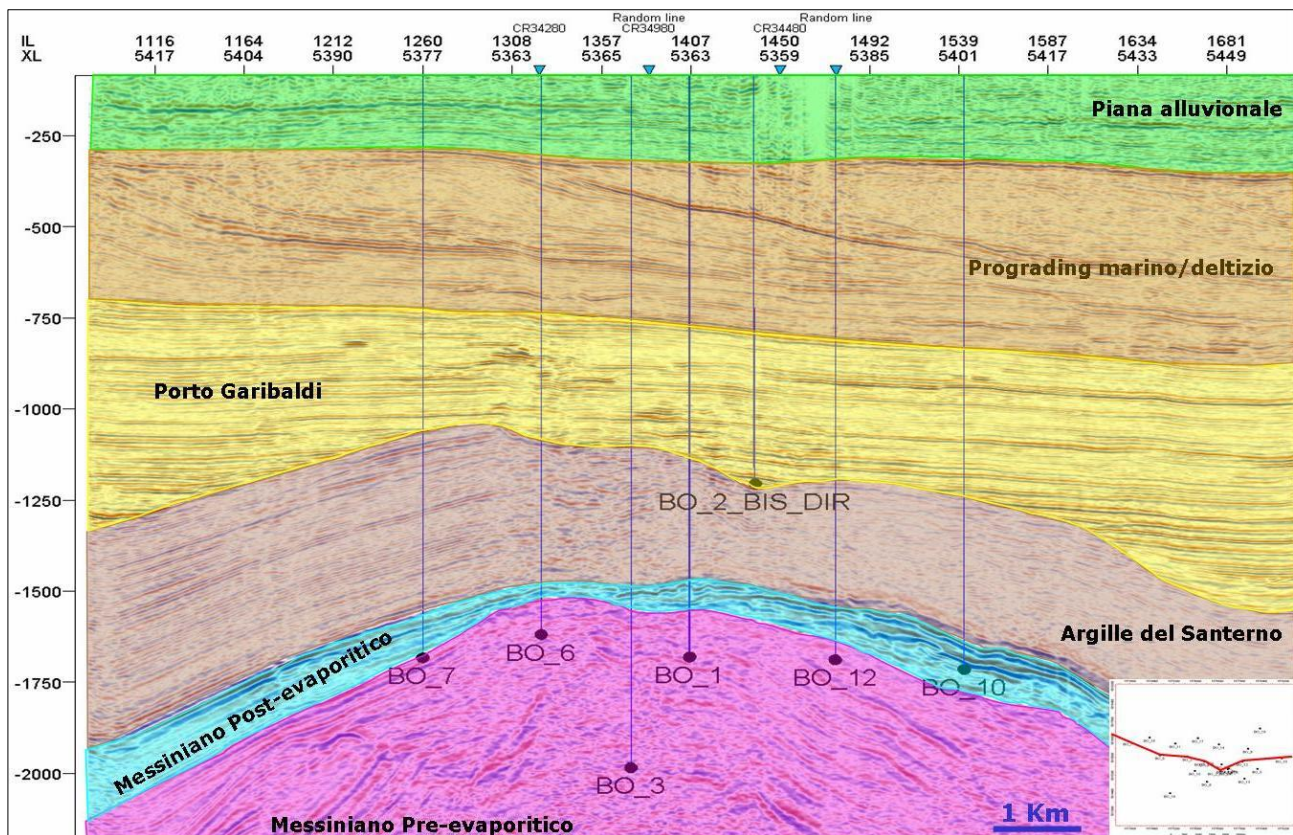 Random line Random line
CR34280 CR34980 CR34480
IL 1116 1164 1212 1260 1308 1357 1407 1450 1492 1539 1587 1634 1681
XL 5417 5404 5390 5377 5363 5365 5363 5359 5385 5401 5417 5433 5449
Piana alluvionale
-250
-500
Prograding marino/deltizio
-750
Porto Garibaldi
-1000
-1250
BO_2_BIS_DIR
-1500
Argille del Santerno
BO_6
BO_7 BO_1 BO_12 BO_10
-1750
Messiniano Post-evaporitico
-2000
BO_3
Messiniano Pre-evaporitico
1 Km